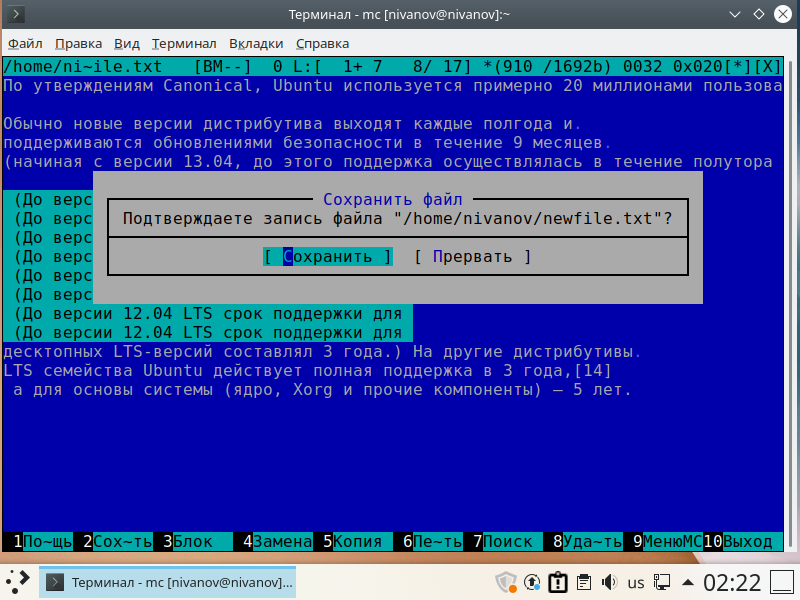 Терминал - mc [nivanov@nivanov]:~
Файл Правка Вид Терминал Вкладки Справка
/home/ni~ile.txt [BM--] 0 L:[ 1+ 7 8/ 17] *(910 /1692b) 0032 0x020[*][X]
По утверждениям Canonical, Ubuntu используется примерно 20 миллионами пользова
Обычно новые версии дистрибутива выходят каждые полгода и.
поддерживаются обновлениями безопасности в течение 9 месяцев.
(начиная с версии 13.04, до этого поддержка осуществлялась в течение полутора
(До верс
(До верс
(До верс
(До верс
(До верс
(До верс
Сохранить файл
Подтверждаете запись файла "/home/nivanov/newfile.txt"?
[ Сохранить ] [ Прервать ]
(До версии 12.04 LTS срок поддержки для
(До версии 12.04 LTS срок поддержки для
десктопных LTS-версий составлял 3 года.) На другие дистрибутивы.
LTS семейства Ubuntu действует полная поддержка в 3 года,[14]
а для основы системы (ядро, Xorg и прочие компоненты) — 5 лет.
1По~щь 2Сох~ть 3Блок 4Замена 5Копия 6Пе~ть 7Поиск 8Уда~ть 9МенюMC 10Выход
Терминал - mc [nivanov@nivanov]... us 02:22